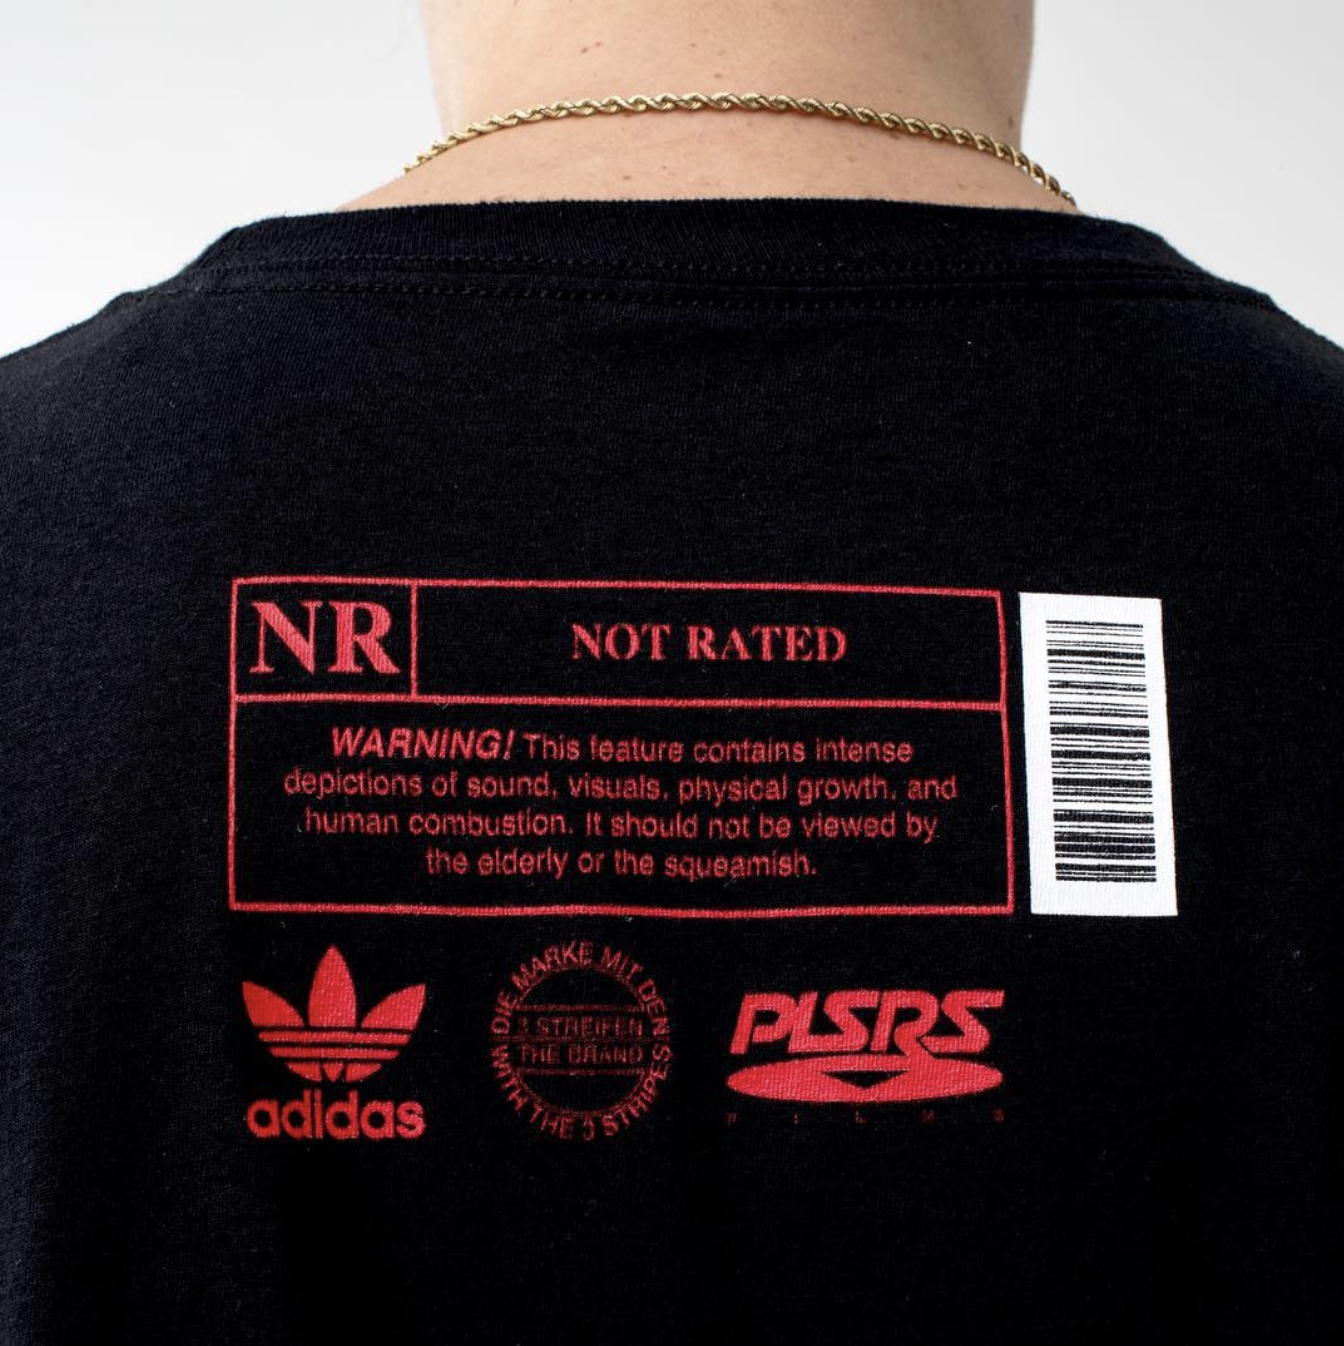 NR
NOT RATED
WARNING! This feature contains intense
depictions of sound, visuals, physical growth, and
human combustion. It should not be viewed by
the elderly or the squeamish.
adidas
DIE MARKE MIT DEN
3 STREIFEN
THE BRAND
WITH THE 3 STRIPES
PLSRS
FILMS